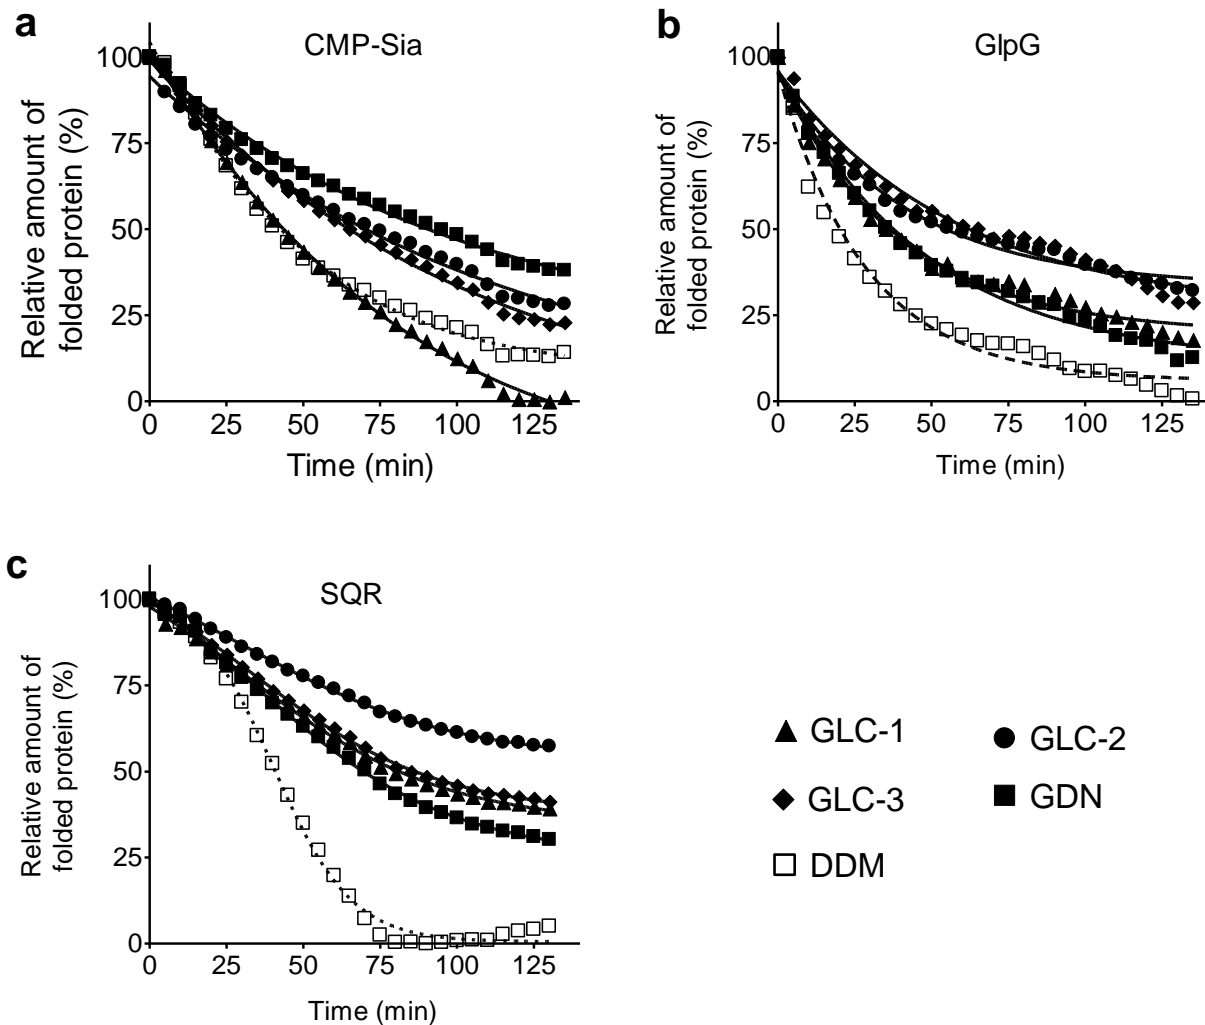 a
CMP-Sia
Relative amount of
folded protein (%)
100
75
50
25
0
0 25 50 75 100 125
Time (min)
b
GlpG
Relative amount of
folded protein (%)
100
75
50
25
0
0 25 50 75 100 125
Time (min)
c
SQR
Relative amount of
folded protein (%)
100
75
50
25
0
0 25 50 75 100 125
Time (min)
GLC-1
GLC-2
GLC-3
GDN
DDM